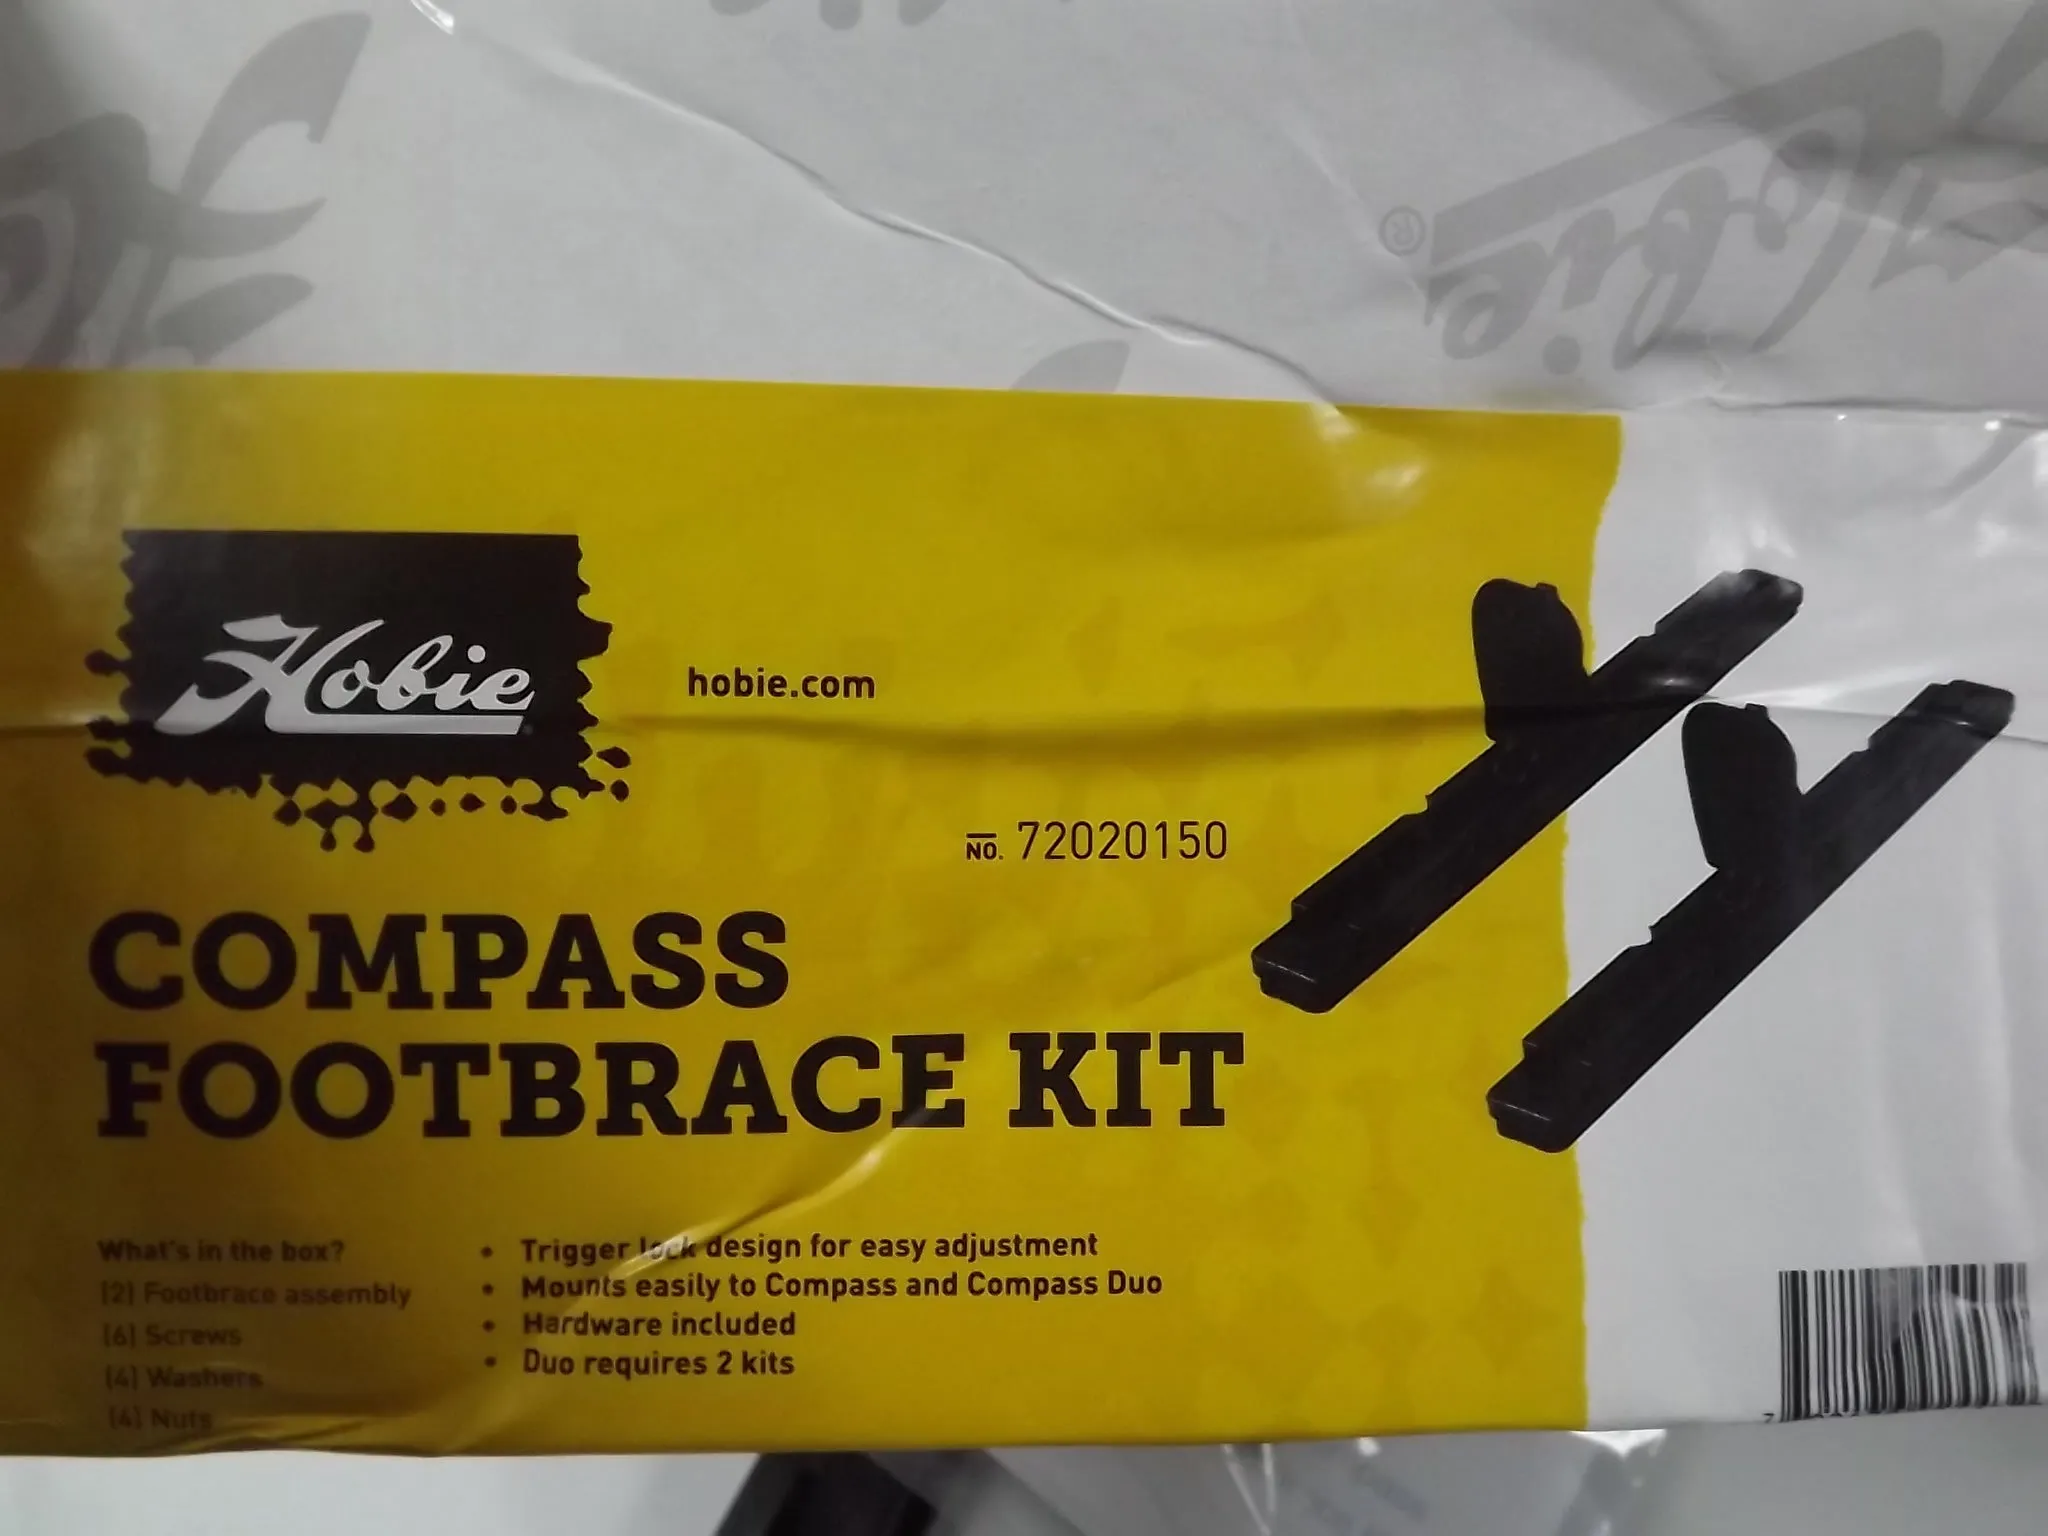 Hobie®
Hobie
hobie.com
NO. 72020150
COMPASS
FOOTBRACE KIT
What's in the box?
(2) Footbrace assembly
(6) Screws
(4) Washers
(4) Nuts
• Trigger lock design for easy adjustment
• Mounts easily to Compass and Compass Duo
• Hardware included
• Duo requires 2 kits
7